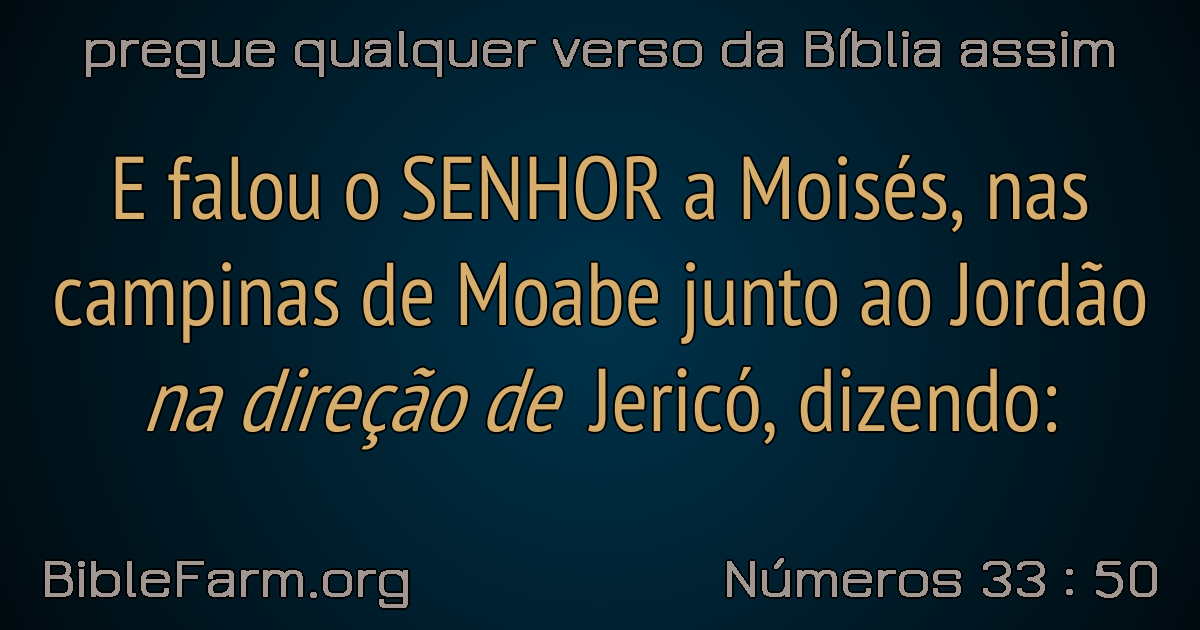 pregue qualquer verso da Bíblia assim
E falou o SENHOR a Moisés, nas
campinas de Moabe junto ao Jordão
na direção de Jericó, dizendo:
BibleFarm.org
Números 33 : 50